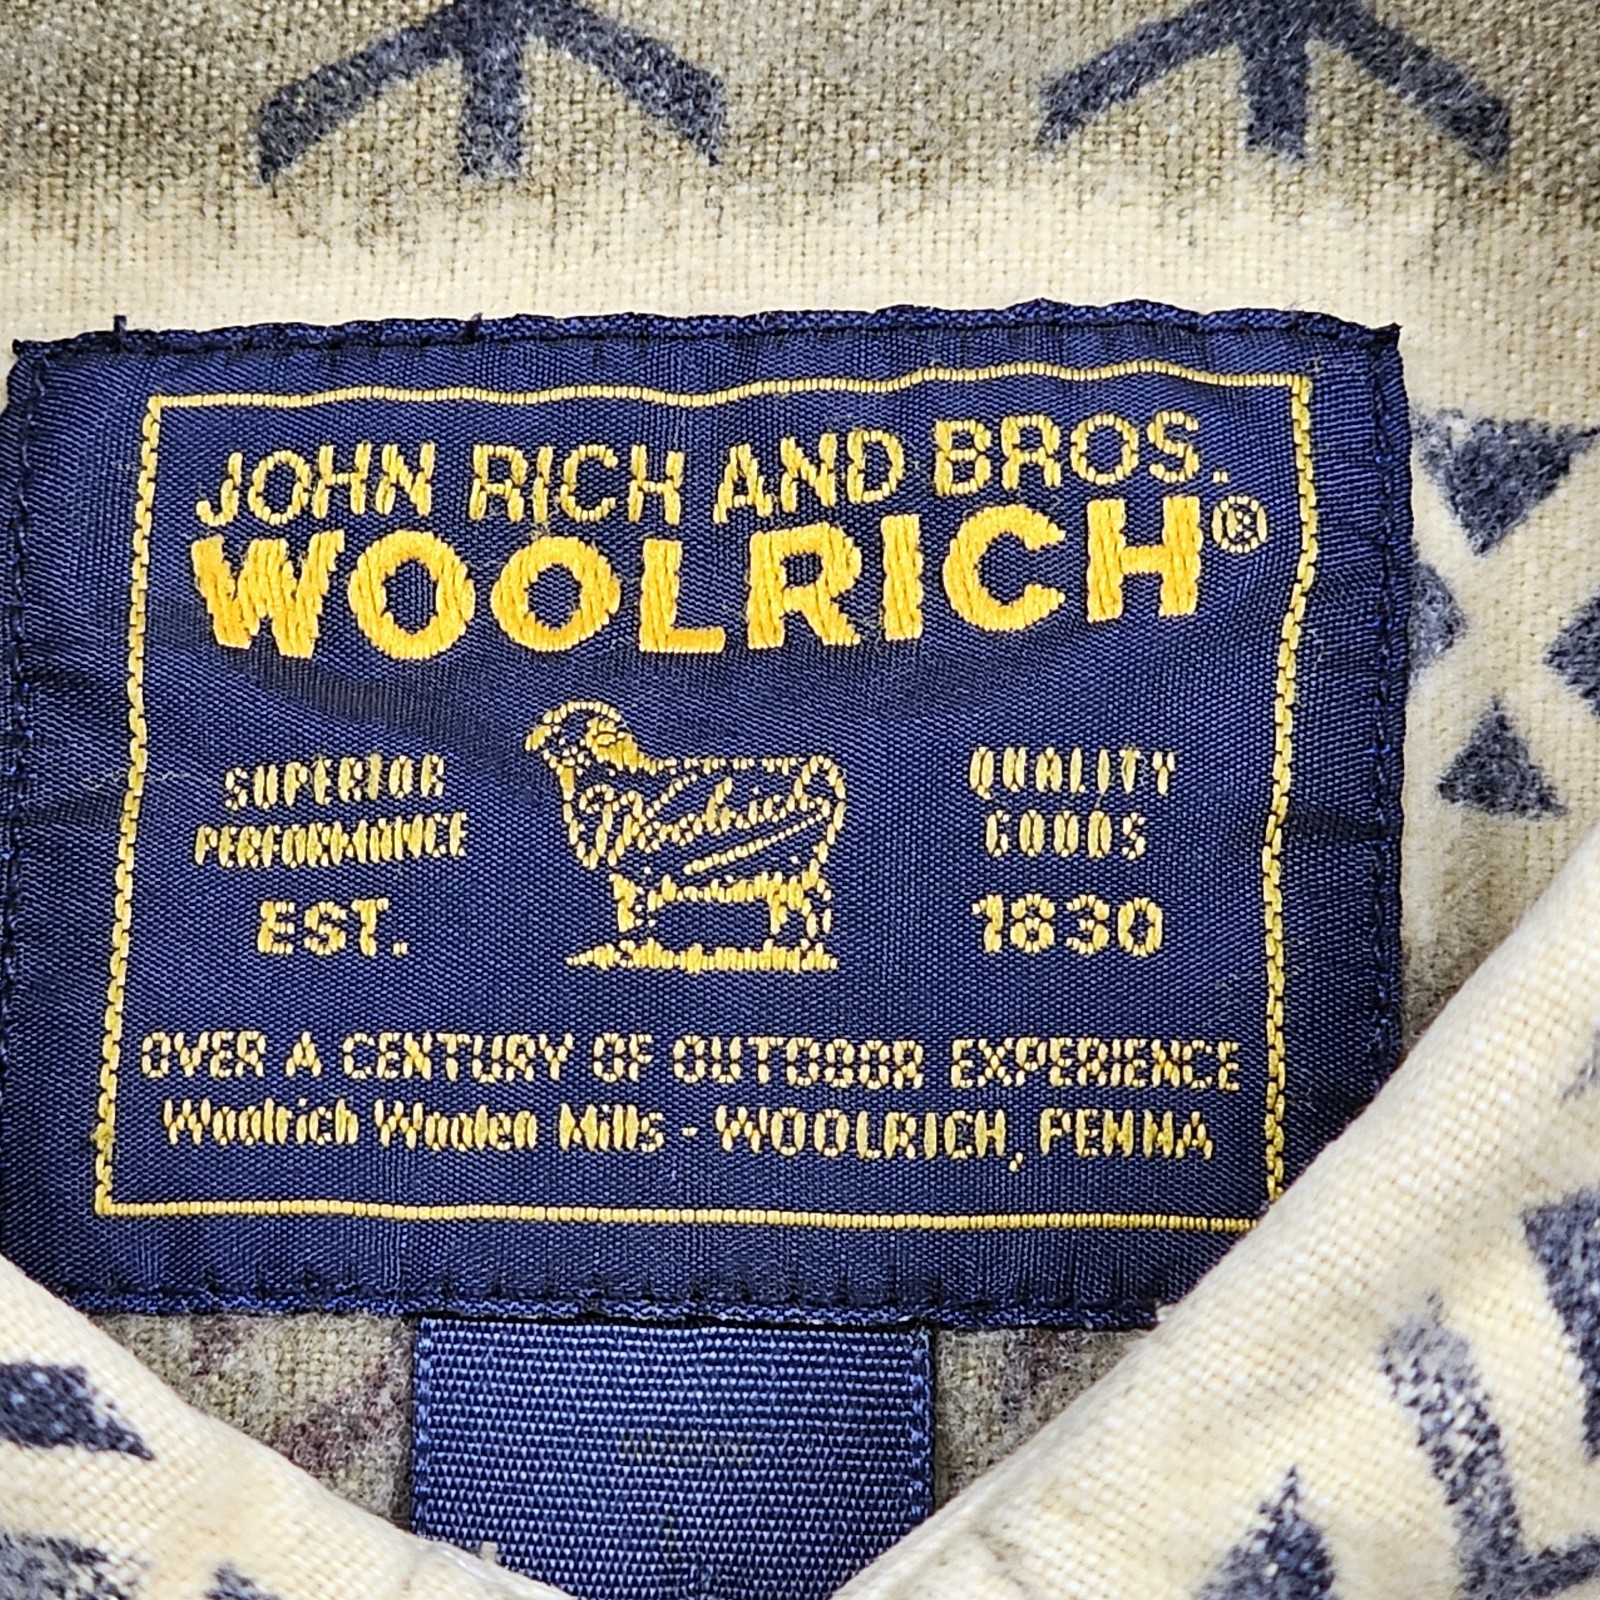 JOHN RICH AND BROS.
WOOLRICH®
SUPERIOR
PERFORMANCE
EST.
Woolrich
QUALITY
GOODS
1830
OVER A CENTURY OF OUTDOOR EXPERIENCE
Woolrich Woolen Mills - WOOLRICH, PENNA